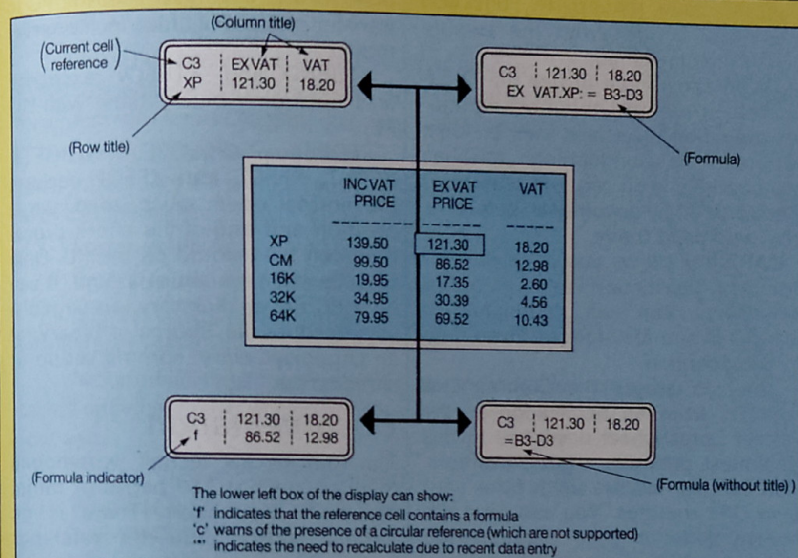 (Column title)
(Current cell
reference)
C3 EXVAT VAT
XP 121.30 18.20
(Row title)
C3 121.30 18.20
EX VAT.XP: = B3-D3
(Formula)
INCVAT EXVAT VAT
PRICE PRICE
XP 139.50 121.30 18.20
CM 99.50 86.52 12.98
16K 19.95 17.35 2.60
32K 34.95 30.39 4.56
64K 79.95 69.52 10.43
C3 121.30 18.20
f 86.52 12.98
(Formula indicator)
C3 121.30 18.20
=B3-D3
(Formula (without title))
The lower left box of the display can show:
'f' indicates that the reference cell contains a formula
'c' warns of the presence of a circular reference (which are not supported)
'*' indicates the need to recalculate due to recent data entry